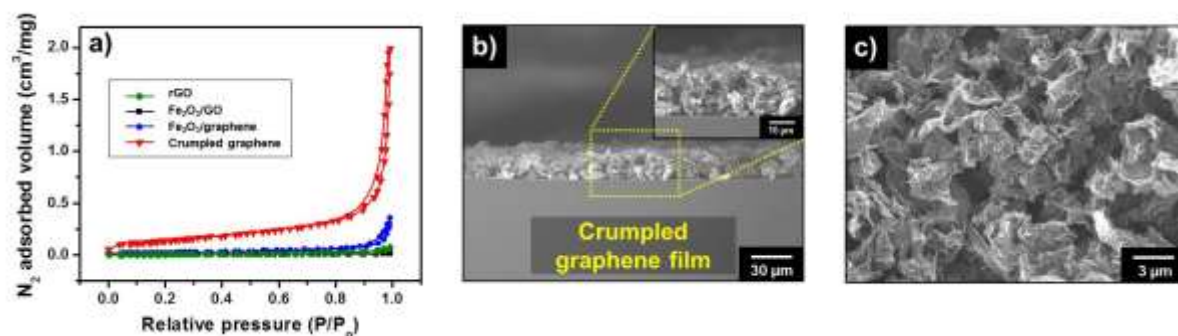 a)
N₂ adsorbed volume (cm³/mg)
2.0
1.5
1.0
0.5
0.0
rGO
Fe₂O₃/GO
Fe₂O₃/graphene
Crumpled graphene
0.0 0.2 0.4 0.6 0.8 1.0
Relative pressure (P/Pₒ)
b)
10 μm
Crumpled
graphene film
30 μm
c)
3 μm